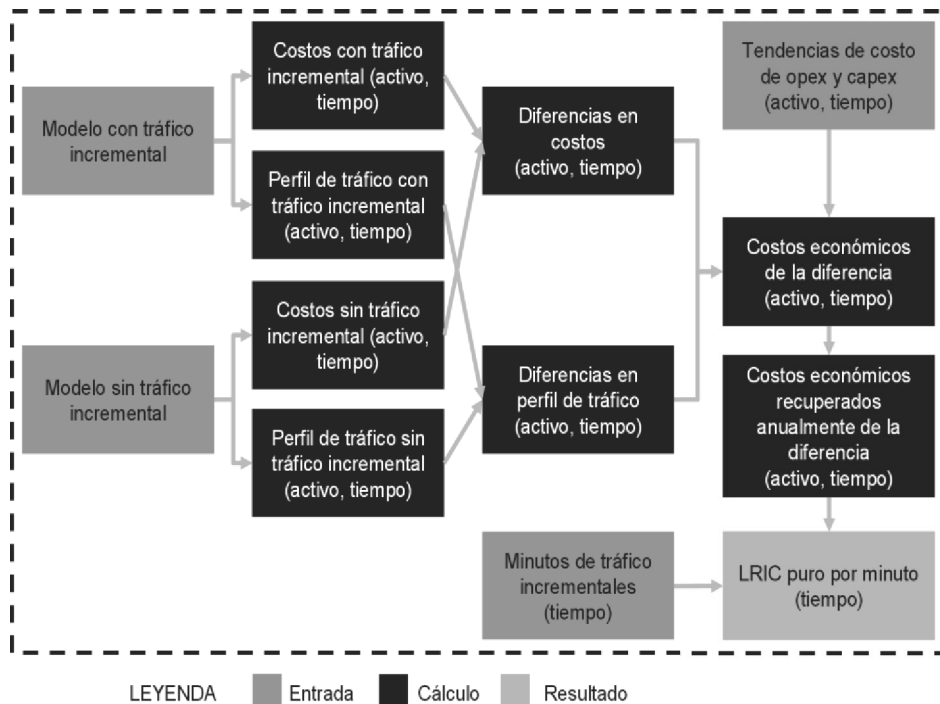 Modelo con tráfico
incremental
Costos con tráfico
incremental (activo,
tiempo)
Perfil de tráfico con
tráfico incremental
(activo, tiempo)
Modelo sin tráfico
incremental
Costos sin tráfico
incremental (activo,
tiempo)
Perfil de tráfico sin
tráfico incremental
(activo, tiempo)
Diferencias en
costos
(activo, tiempo)
Diferencias en
perfil de tráfico
(activo, tiempo)
Minutos de tráfico
incrementales
(tiempo)
Tendencias de costo
de opex y capex
(activo, tiempo)
Costos económicos
de la diferencia
(activo, tiempo)
Costos económicos
recuperados
anualmente de la
diferencia
(activo, tiempo)
LRIC puro por minuto
(tiempo)
LEYENDA
Entrada
Cálculo
Resultado